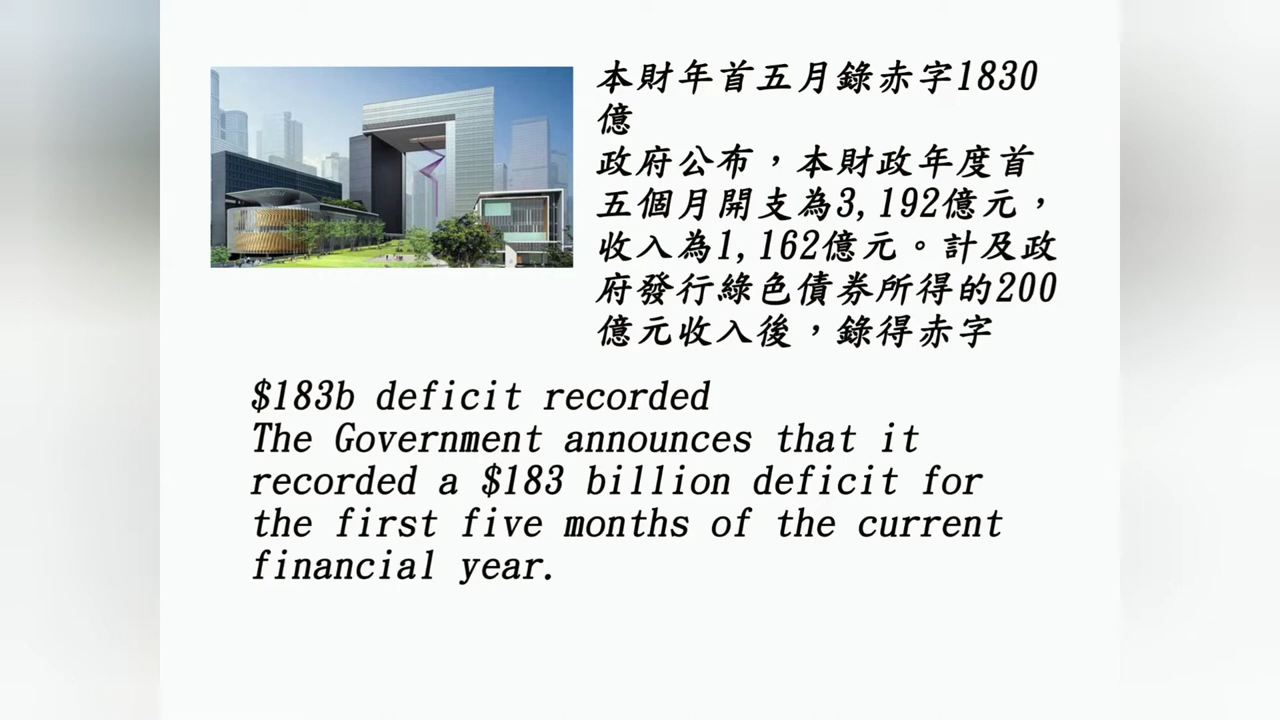 本財年首五月錄赤字1830
億
政府公布，本財政年度首
五個月開支為3,192億元，
收入為1,162億元。計及政
府發行綠色債券所得的200
億元收入後，錄得赤字
$183b deficit recorded
The Government announces that it
recorded a $183 billion deficit for
the first five months of the current
financial year.